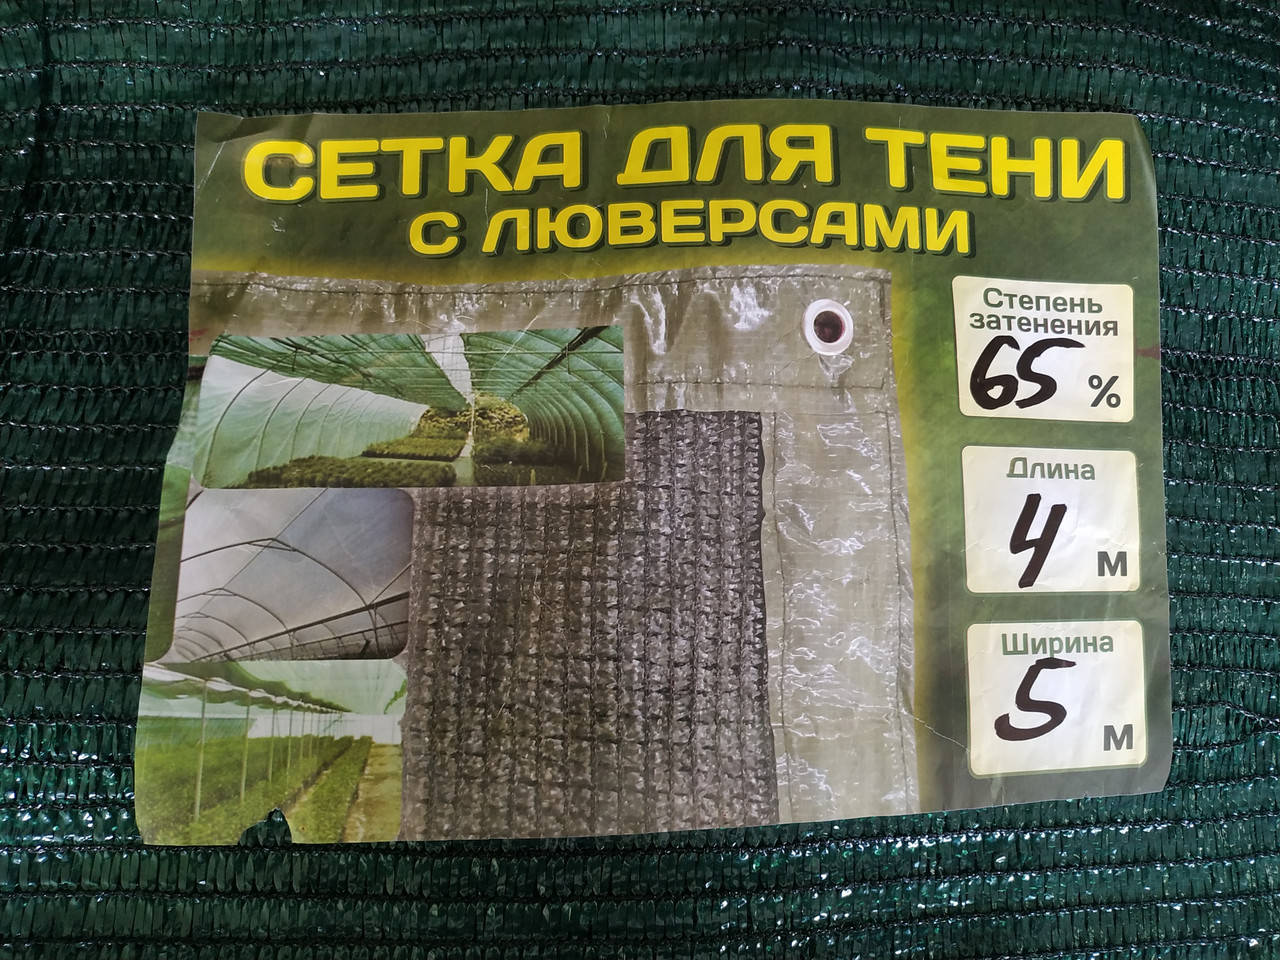 СЕТКА ДЛЯ ТЕНИ
С ЛЮВЕРСАМИ
Степень
затенения
65 %
Длина
4 м
Ширина
5 м